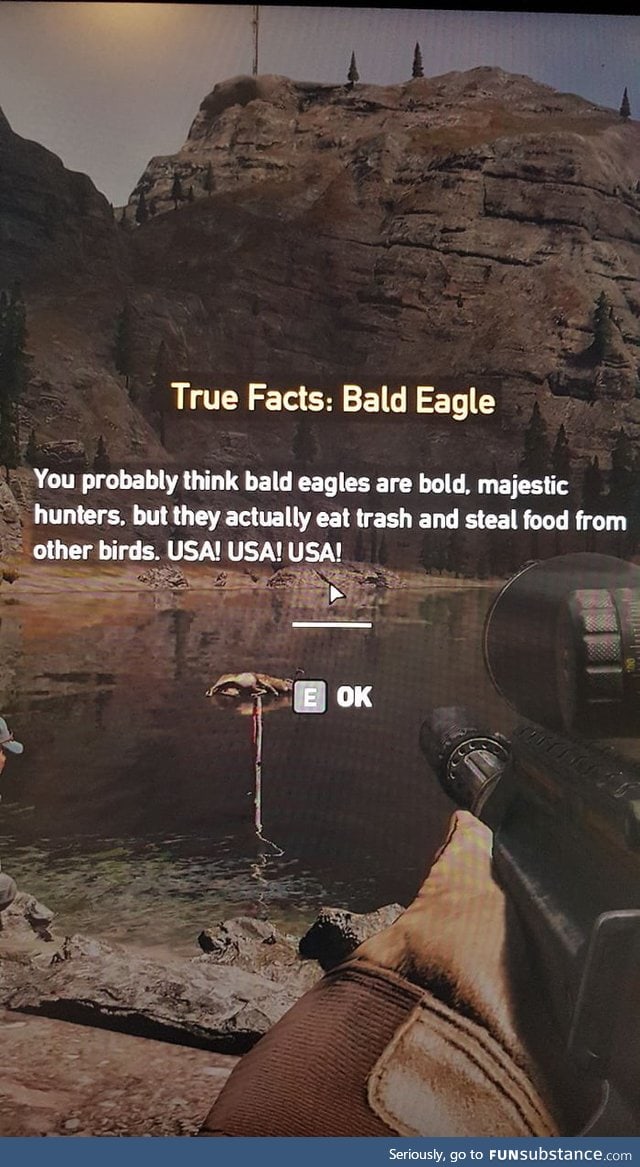 True Facts: Bald Eagle
You probably think bald eagles are bold, majestic
hunters, but they actually eat trash and steal food from
other birds. USA! USA! USA!
E OK
Seriously, go to FUNsubstance.com